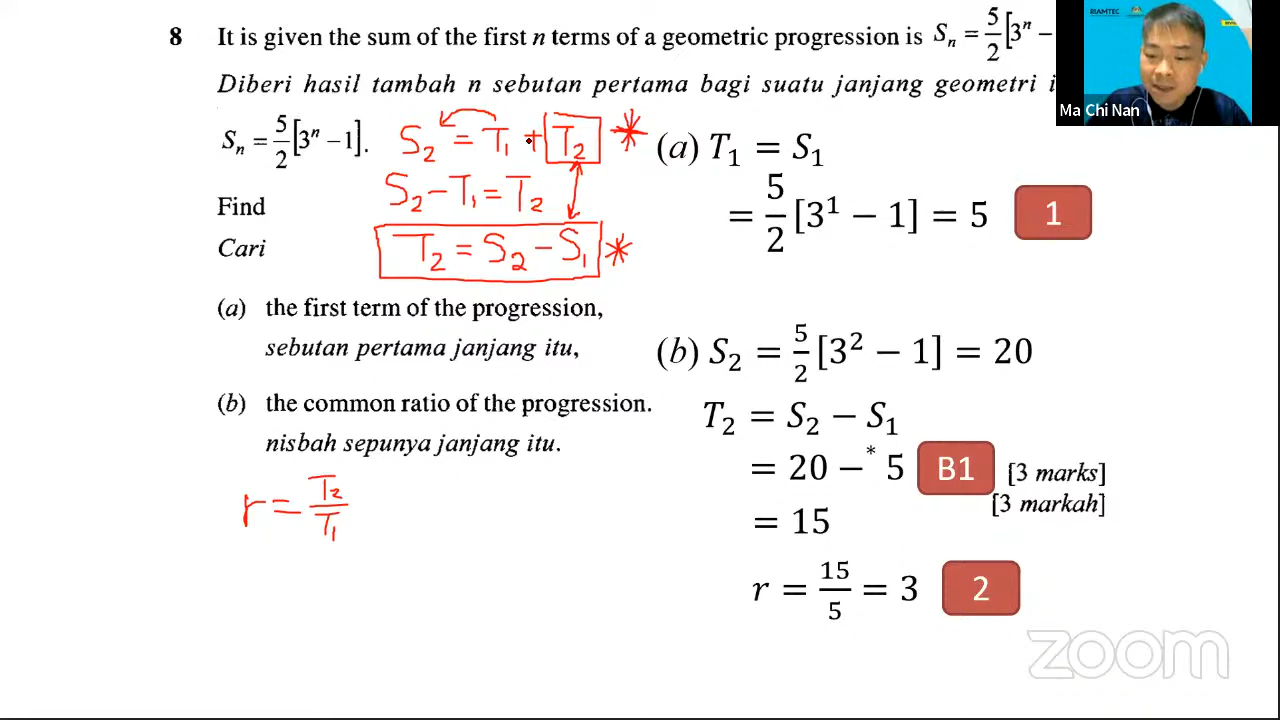 8 It is given the sum of the first n terms of a geometric progression is Sₙ = 5/2 [3ⁿ −
Diberi hasil tambah n sebutan pertama bagi suatu janjang geometri i
Sₙ = 5/2 [3ⁿ − 1].
S₂ = T₁ + T₂ *
S₂ − T₁ = T₂
T₂ = S₂ − S₁ *
Find
Cari
(a) the first term of the progression,
sebutan pertama janjang itu,
(b) the common ratio of the progression.
nisbah sepunya janjang itu.
r = T₂/T₁
(a) T₁ = S₁
= 5/2 [3¹ − 1] = 5 1
(b) S₂ = 5/2 [3² − 1] = 20
T₂ = S₂ − S₁
= 20 − * 5 B1
[3 marks]
[3 markah]
= 15
r = 15/5 = 3 2
BIAMTEC
Ma Chi Nan
zoom